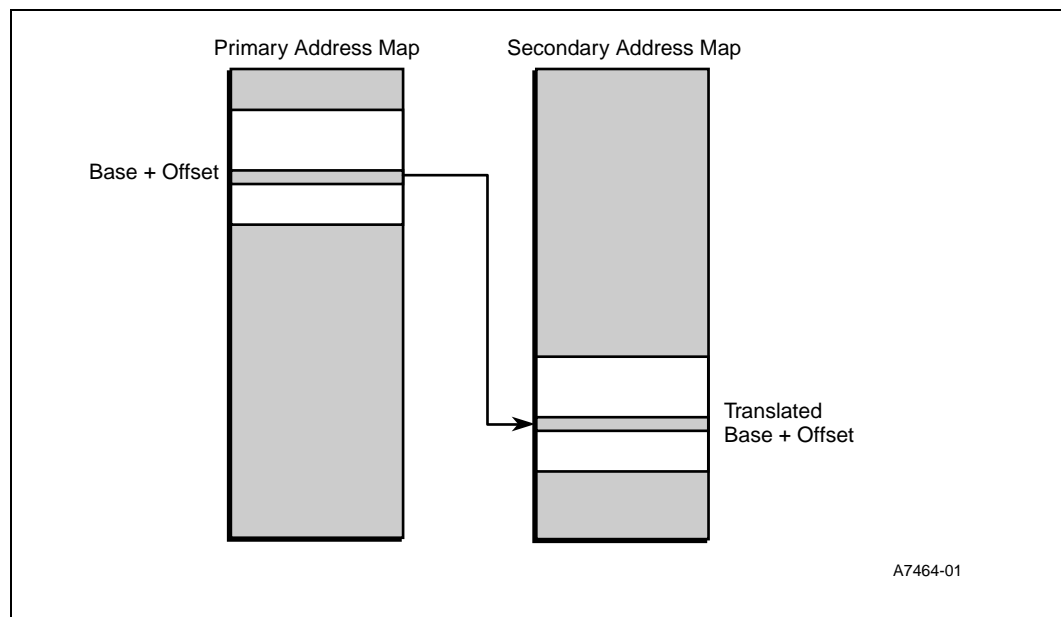 Primary Address Map
Secondary Address Map
Base + Offset
Translated
Base + Offset
A7464-01